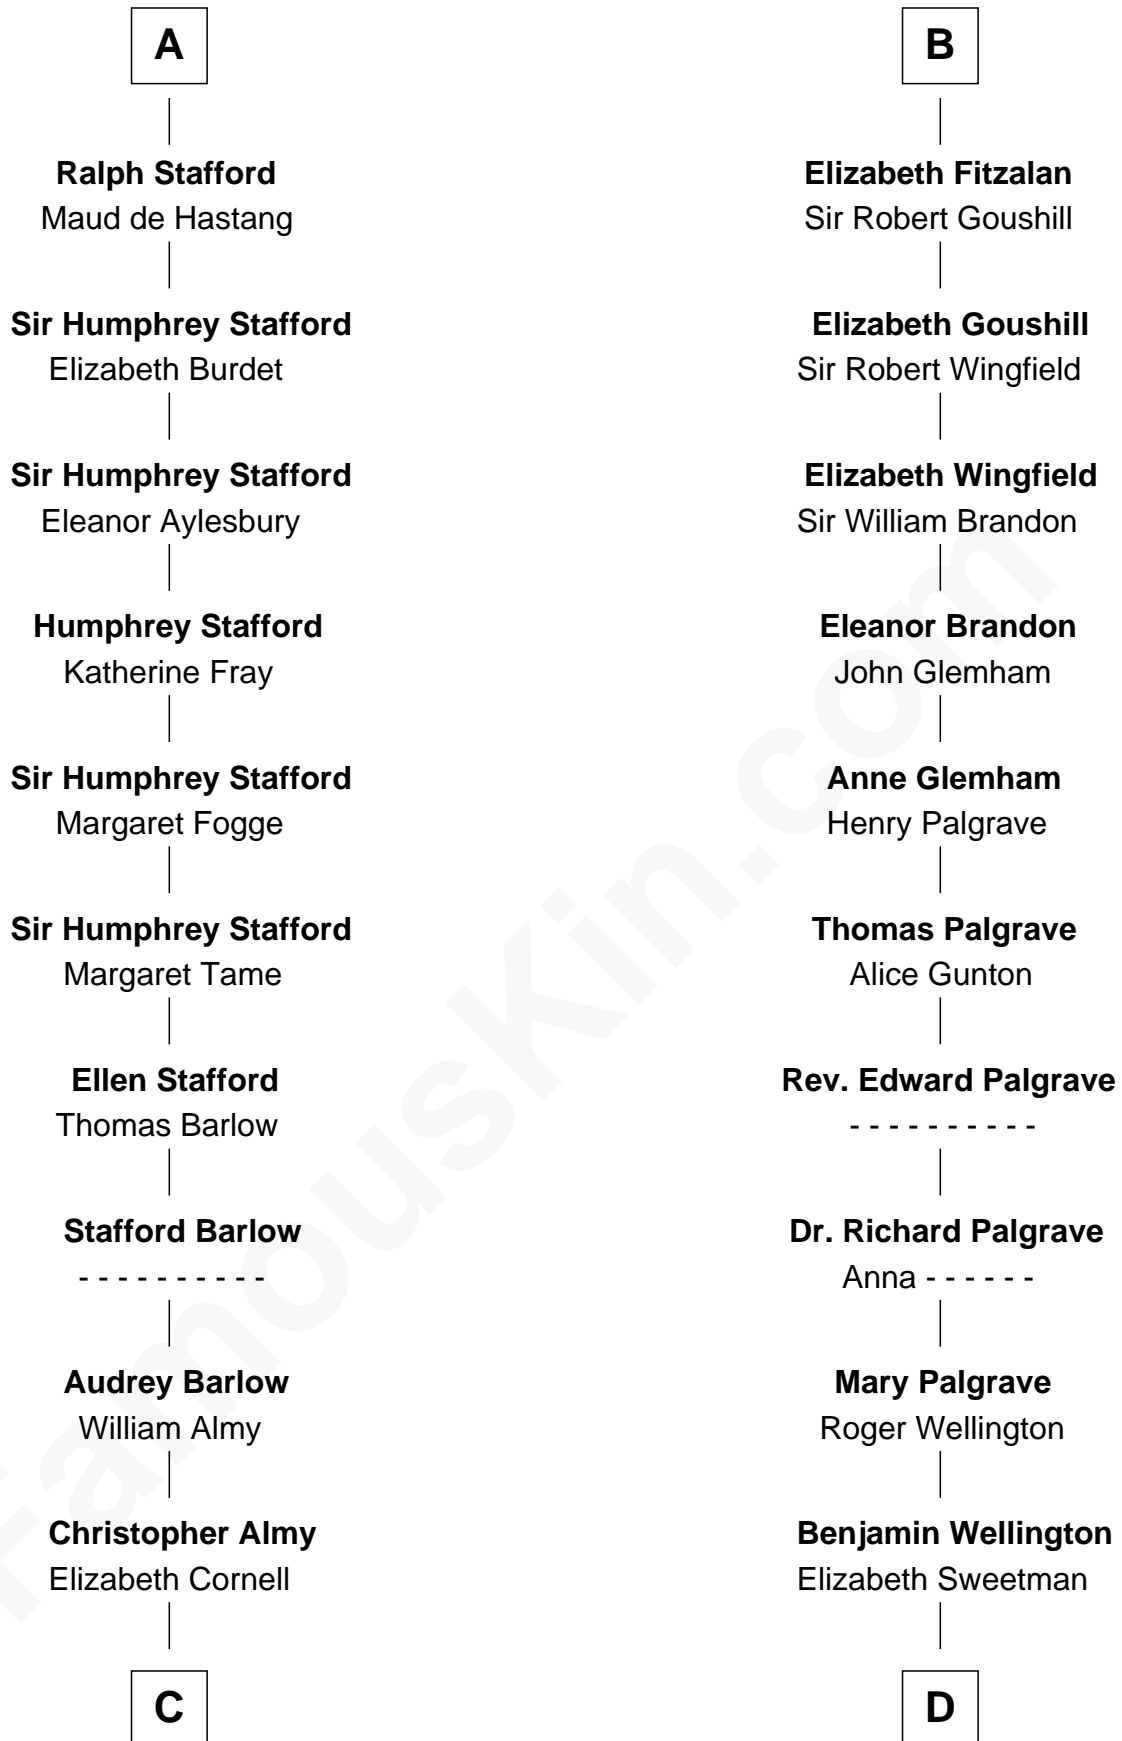 A
Ralph Stafford
Maud de Hastang
Sir Humphrey Stafford
Elizabeth Burdet
Sir Humphrey Stafford
Eleanor Aylesbury
Humphrey Stafford
Katherine Fray
Sir Humphrey Stafford
Margaret Fogge
Sir Humphrey Stafford
Margaret Tame
Ellen Stafford
Thomas Barlow
Stafford Barlow
- - - - - - - - - -
Audrey Barlow
William Almy
Christopher Almy
Elizabeth Cornell
C
B
Elizabeth Fitzalan
Sir Robert Goushill
Elizabeth Goushill
Sir Robert Wingfield
Elizabeth Wingfield
Sir William Brandon
Eleanor Brandon
John Glemham
Anne Glemham
Henry Palgrave
Thomas Palgrave
Alice Gunton
Rev. Edward Palgrave
- - - - - - - - - -
Dr. Richard Palgrave
Anna - - - - - -
Mary Palgrave
Roger Wellington
Benjamin Wellington
Elizabeth Sweetman
D
FamousKin.com